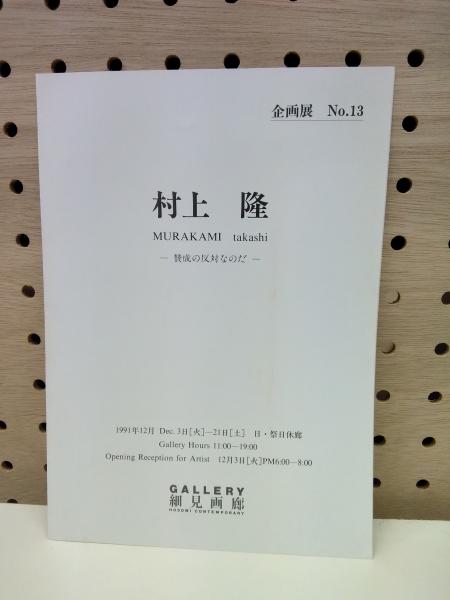 企画展　No.13
村上　隆
MURAKAMI takashi
― 賛成の反対なのだ ―
1991年12月 Dec. 3日[火]—21日[土]　日・祭日休廊
Gallery Hours 11:00—19:00
Opening Reception for Artist　12月3日[火]PM6:00—8:00
GALLERY
細見画廊
HOSOMI CONTEMPORARY